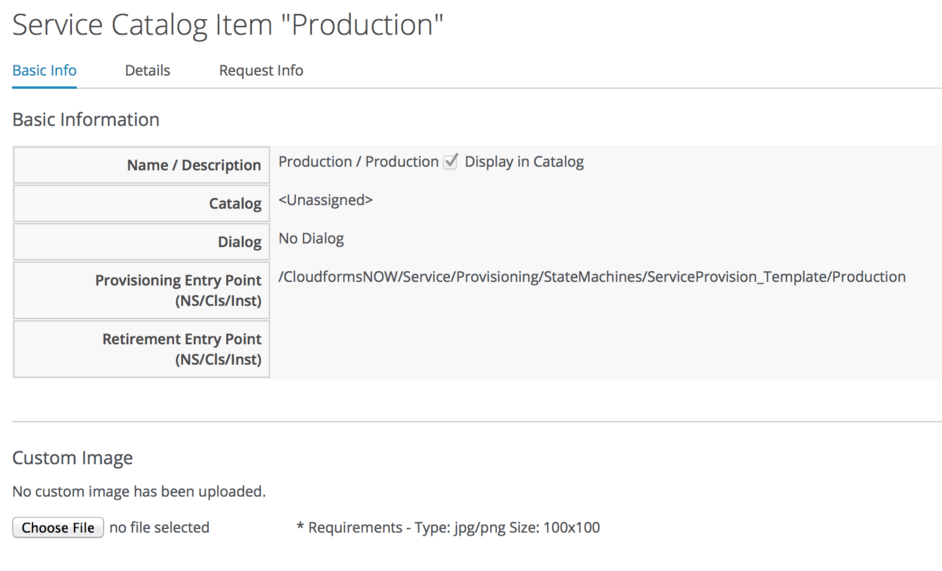 Service Catalog Item "Production"
Basic Info Details Request Info
Basic Information
Name / Description Production / Production Display in Catalog
Catalog <Unassigned>
Dialog No Dialog
Provisioning Entry Point /CloudformsNOW/Service/Provisioning/StateMachines/ServiceProvision_Template/Production
(NS/Cls/Inst)
Retirement Entry Point
(NS/Cls/Inst)
Custom Image
No custom image has been uploaded.
Choose File no file selected * Requirements - Type: jpg/png Size: 100x100